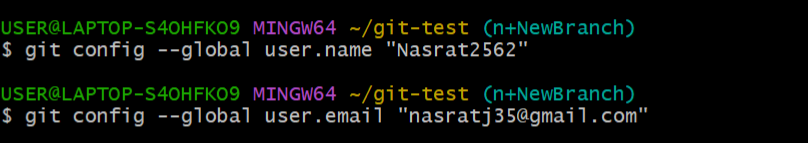 USER@LAPTOP-S4OHFKO9 MINGW64 ~/git-test (n+NewBranch)
$ git config --global user.name "Nasrat2562"
USER@LAPTOP-S4OHFKO9 MINGW64 ~/git-test (n+NewBranch)
$ git config --global user.email "nasratj35@gmail.com"